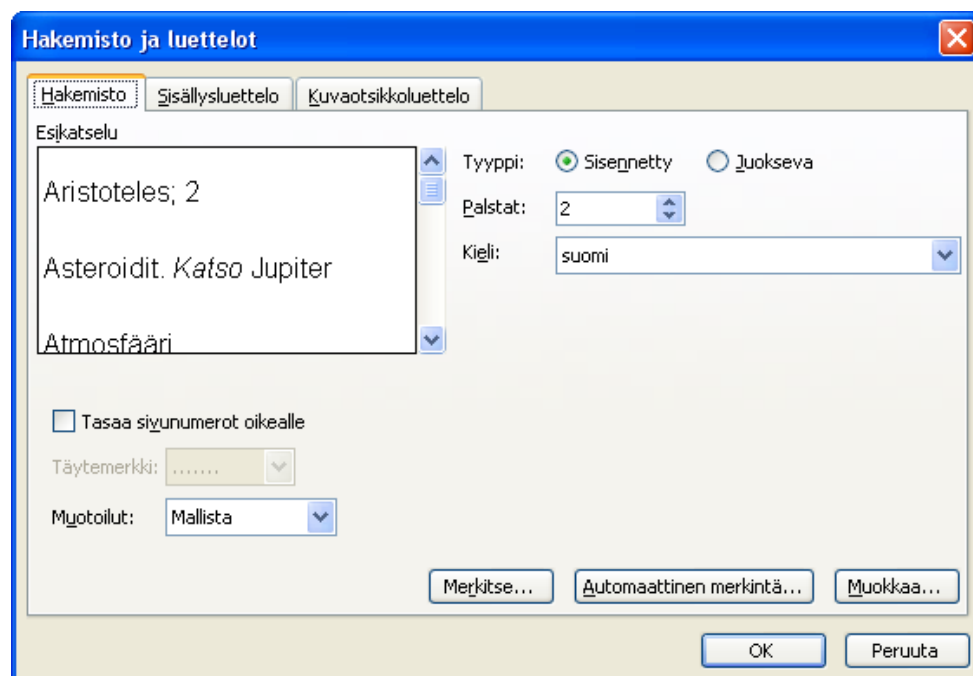 Hakemisto ja luettelot
Hakemisto Sisällysluettelo Kuvaotsikkoluettelo
Esikatselu
Aristoteles; 2
Asteroidit. Katso Jupiter
Atmosfääri
Tyyppi: Sisennetty Juokseva
Palstat: 2
Kieli: suomi
Tasaa sivunumerot oikealle
Täytemerkki: .......
Muotoilut: Mallista
Merkitse... Automaattinen merkintä... Muokkaa...
OK Peruuta